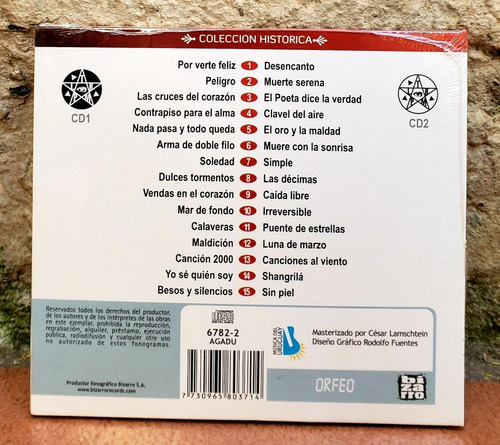 COLECCION HISTORICA
CD1
CD2
Por verte feliz 1 Desencanto
Peligro 2 Muerte serena
Las cruces del corazón 3 El Poeta dice la verdad
Contrapiso para el alma 4 Clavel del aire
Nada pasa y todo queda 5 El oro y la maldad
Arma de doble filo 6 Muere con la sonrisa
Soledad 7 Simple
Dulces tormentos 8 Las décimas
Vendas en el corazón 9 Caída libre
Mar de fondo 10 Irreversible
Calaveras 11 Puente de estrellas
Maldición 12 Luna de marzo
Canción 2000 13 Canciones al viento
Yo sé quién soy 14 Shangrilá
Besos y silencios 15 Sin piel
Reservados todos los derechos del productor,
de los autores y de los intérpretes de las obras
en este ejemplar, prohibida la reproducción,
regrabación, alquiler, préstamo, ejecución
pública, radiodifusión y cualquier otro uso
no autorizado de estos fonogramas.
Productor fonográfico Bizarro S.A.
www.bizarrorecords.com
COMPACT
disc
DIGITAL AUDIO
6782-2
AGADU
7 730965 803714
MÚSICA DEL
URUGUAY
Masterizado por César Lamschtein
Diseño Gráfico Rodolfo Fuentes
ORFEO
bizarro